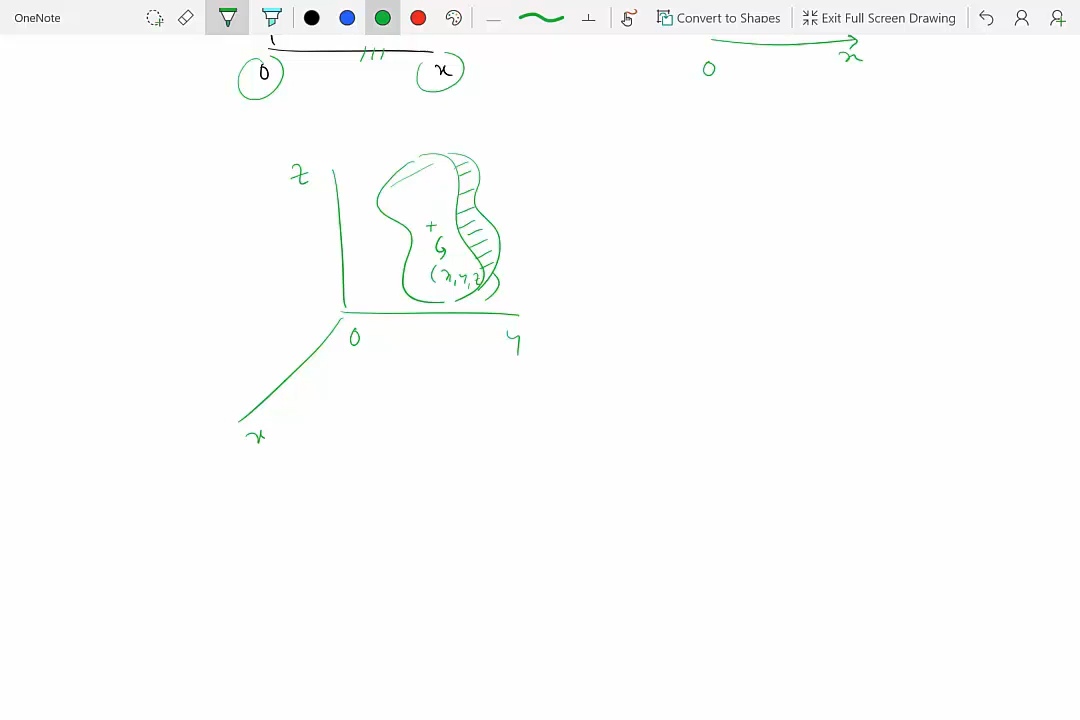 OneNote
Convert to Shapes
Exit Full Screen Drawing
0 x
0 x
z
G
(x,y,z)
0 y
x